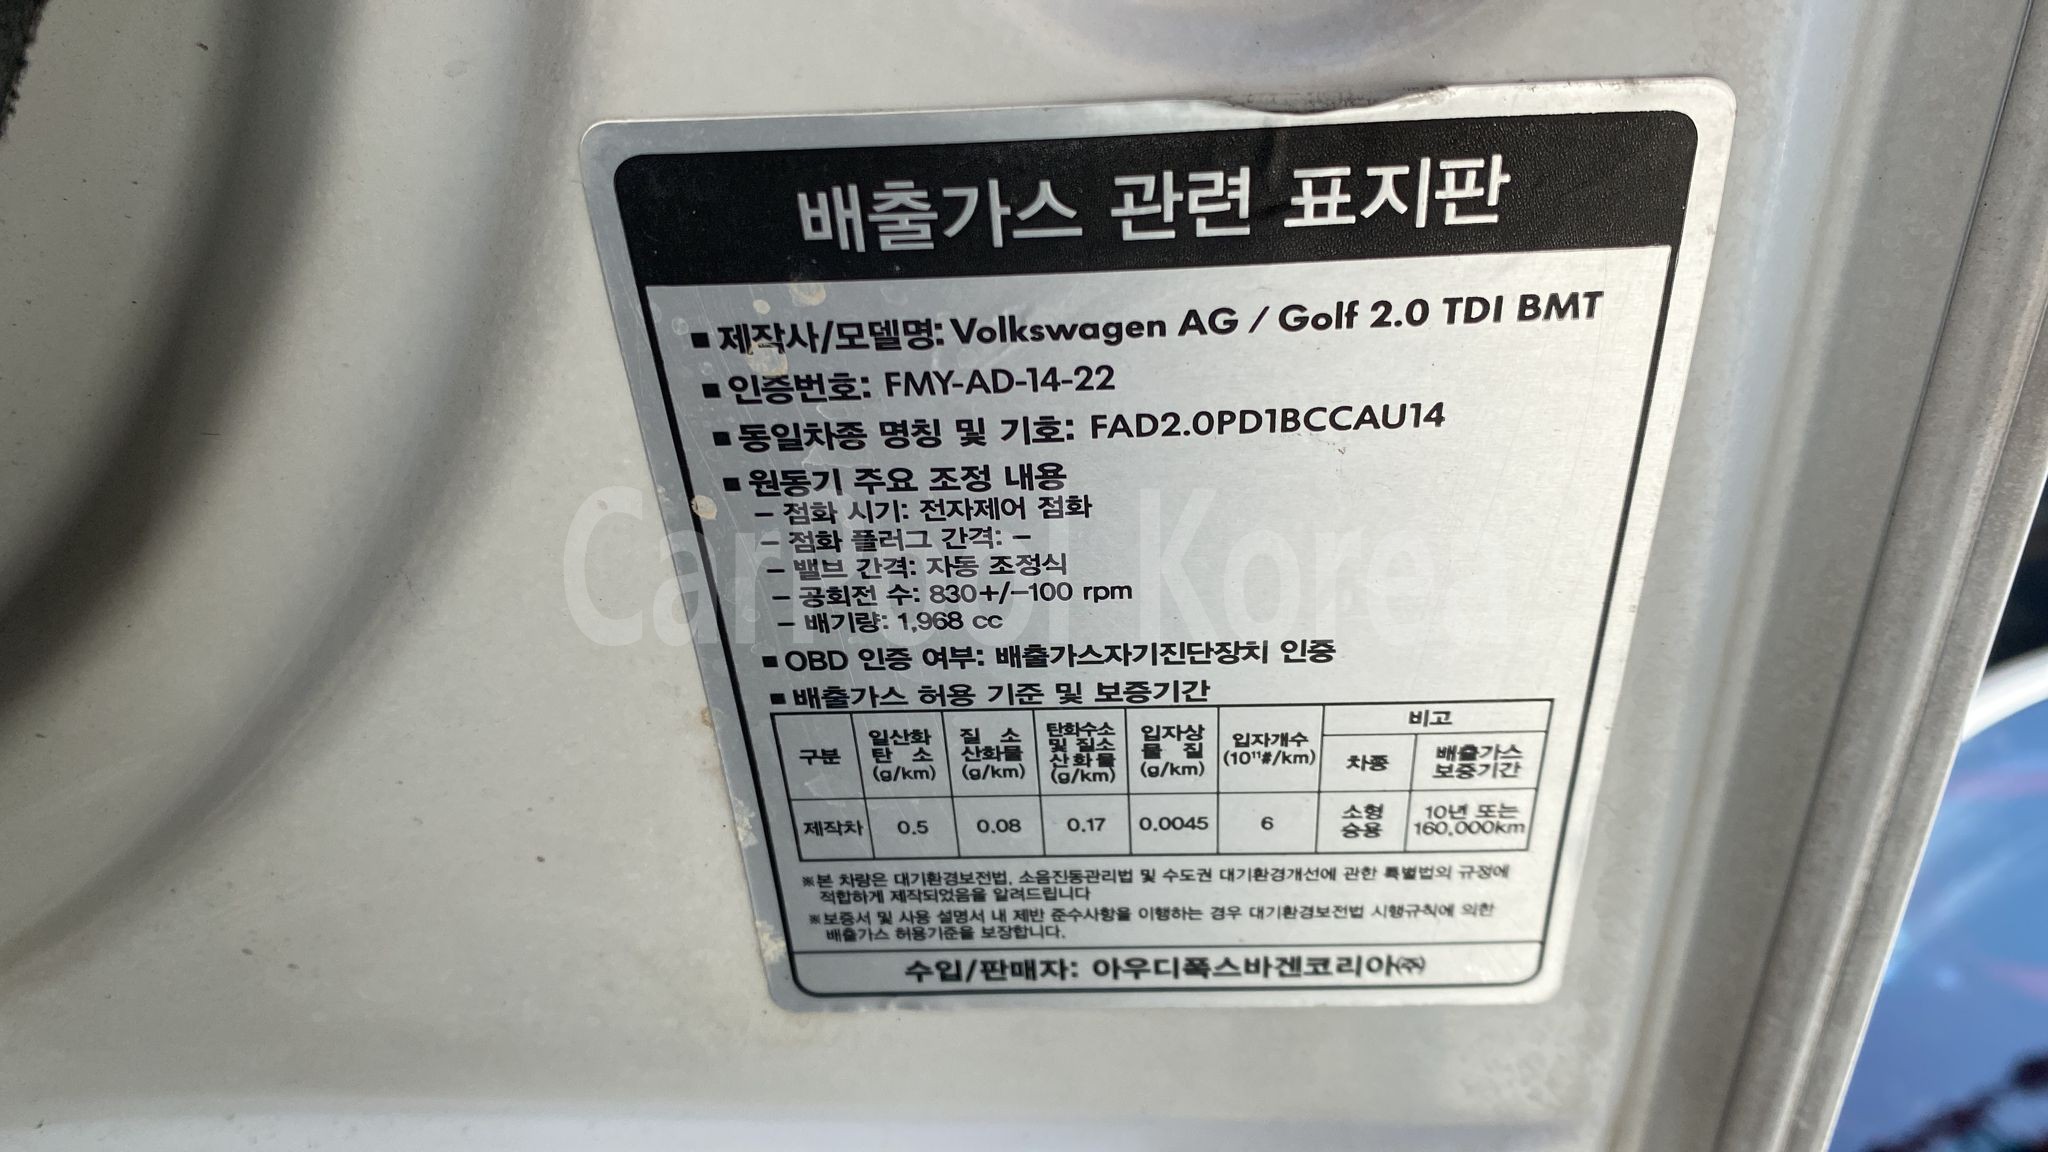 배출가스 관련 표지판
■ 제작사/모델명: Volkswagen AG / Golf 2.0 TDI BMT
■ 인증번호: FMY-AD-14-22
■ 동일차종 명칭 및 기호: FAD2.0PD1BCCAU14
■ 원동기 주요 조정 내용
– 점화 시기: 전자제어 점화
– 점화 플러그 간격: –
– 밸브 간격: 자동 조정식
– 공회전 수: 830+/-100 rpm
– 배기량: 1,968 cc
CarPool Korea
■ OBD 인증 여부: 배출가스자기진단장치 인증
■ 배출가스 허용 기준 및 보증기간
구분 일산화탄소 (g/km) 질소산화물 (g/km) 탄화수소 및 질소산화물 (g/km) 입자상물질 (g/km) 입자개수 (10¹¹#/km) 비고
차종 배출가스 보증기간
제작차 0.5 0.08 0.17 0.0045 6 소형승용 10년 또는 160,000km
※본 차량은 대기환경보전법, 소음진동관리법 및 수도권 대기환경개선에 관한 특별법의 규정에
적합하게 제작되었음을 알려드립니다
※보증서 및 사용 설명서 내 제반 준수사항을 이행하는 경우 대기환경보전법 시행규칙에 의한
배출가스 허용기준을 보장합니다.
수입/판매자: 아우디폭스바겐코리아㈜